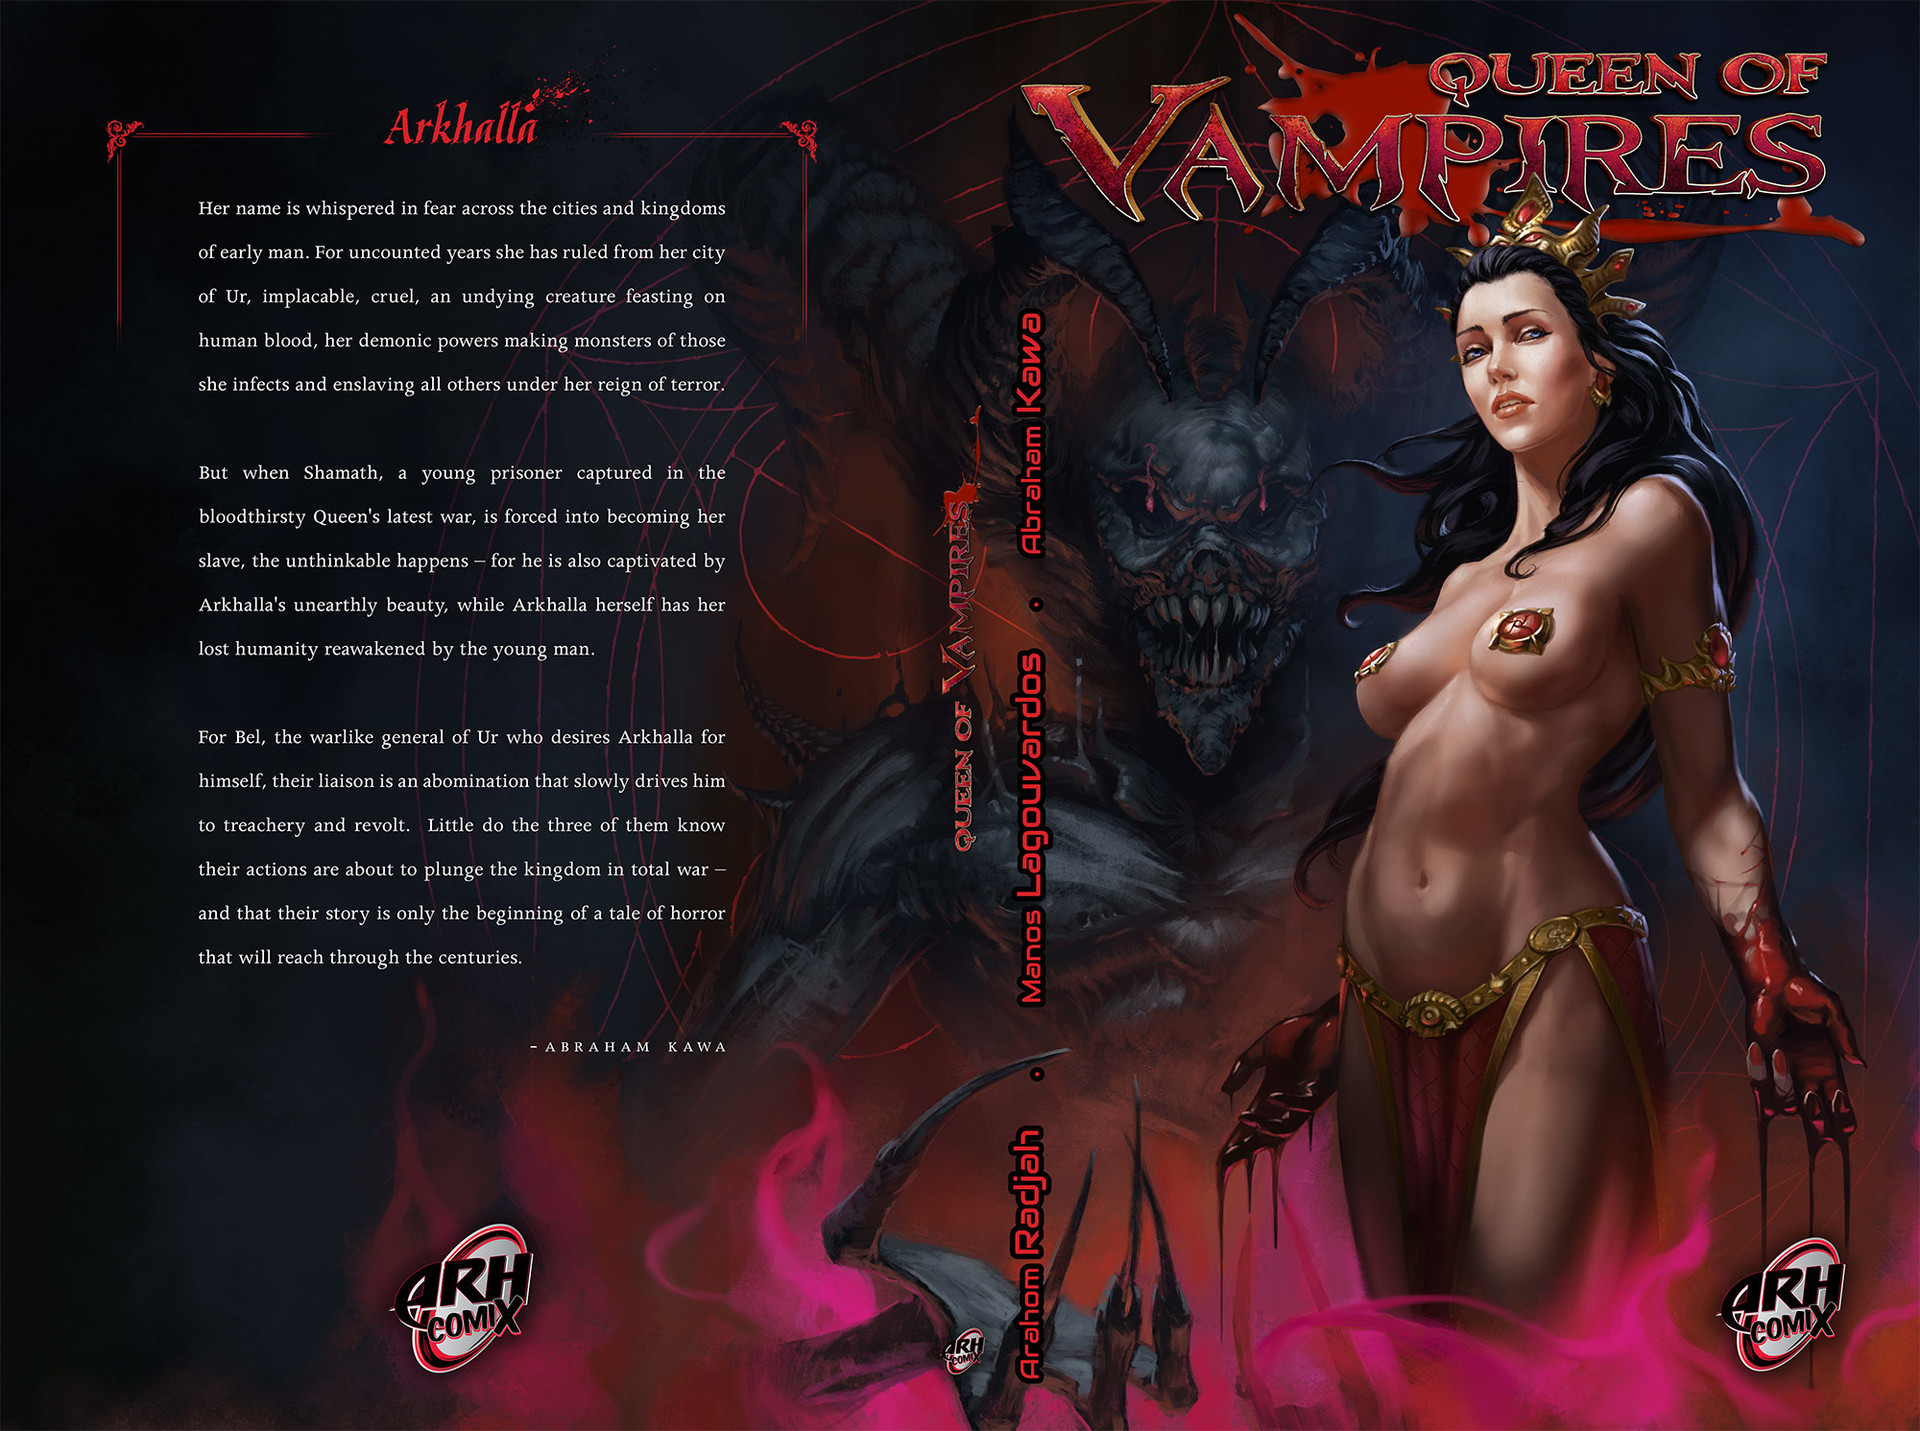 Arkhalla
Her name is whispered in fear across the cities and kingdoms
of early man. For uncounted years she has ruled from her city
of Ur, implacable, cruel, an undying creature feasting on
human blood, her demonic powers making monsters of those
she infects and enslaving all others under her reign of terror.
But when Shamath, a young prisoner captured in the
bloodthirsty Queen's latest war, is forced into becoming her
slave, the unthinkable happens – for he is also captivated by
Arkhalla's unearthly beauty, while Arkhalla herself has her
lost humanity reawakened by the young man.
For Bel, the warlike general of Ur who desires Arkhalla for
himself, their liaison is an abomination that slowly drives him
to treachery and revolt.  Little do the three of them know
their actions are about to plunge the kingdom in total war –
and that their story is only the beginning of a tale of horror
that will reach through the centuries.
– ABRAHAM KAWA
ARH
COMIX
QUEEN OF VAMPIRES
Arahom Radjah • Manos Lagouvardos • Abraham Kawa
ARH
COMIX
QUEEN OF
VAMPIRES
ARH
COMIX